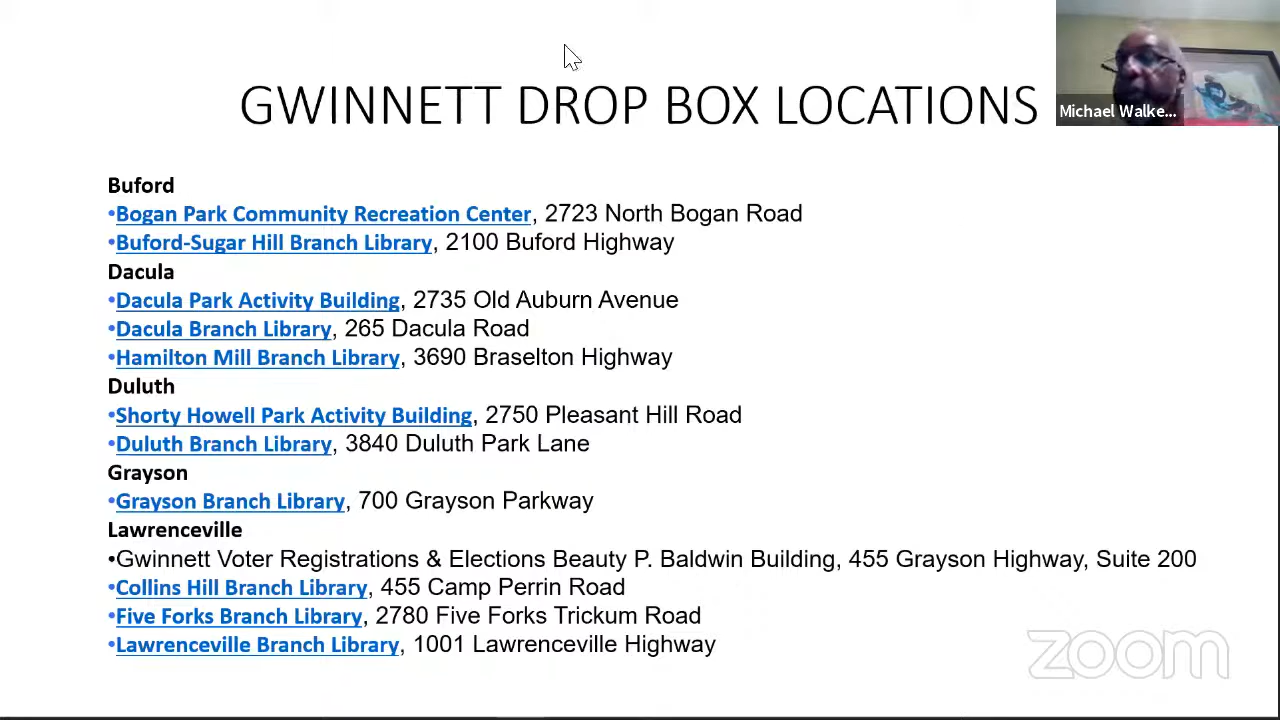 GWINNETT DROP BOX LOCATIONS
Michael Walke...
Buford
•Bogan Park Community Recreation Center, 2723 North Bogan Road
•Buford-Sugar Hill Branch Library, 2100 Buford Highway
Dacula
•Dacula Park Activity Building, 2735 Old Auburn Avenue
•Dacula Branch Library, 265 Dacula Road
•Hamilton Mill Branch Library, 3690 Braselton Highway
Duluth
•Shorty Howell Park Activity Building, 2750 Pleasant Hill Road
•Duluth Branch Library, 3840 Duluth Park Lane
Grayson
•Grayson Branch Library, 700 Grayson Parkway
Lawrenceville
•Gwinnett Voter Registrations & Elections Beauty P. Baldwin Building, 455 Grayson Highway, Suite 200
•Collins Hill Branch Library, 455 Camp Perrin Road
•Five Forks Branch Library, 2780 Five Forks Trickum Road
•Lawrenceville Branch Library, 1001 Lawrenceville Highway
zoom